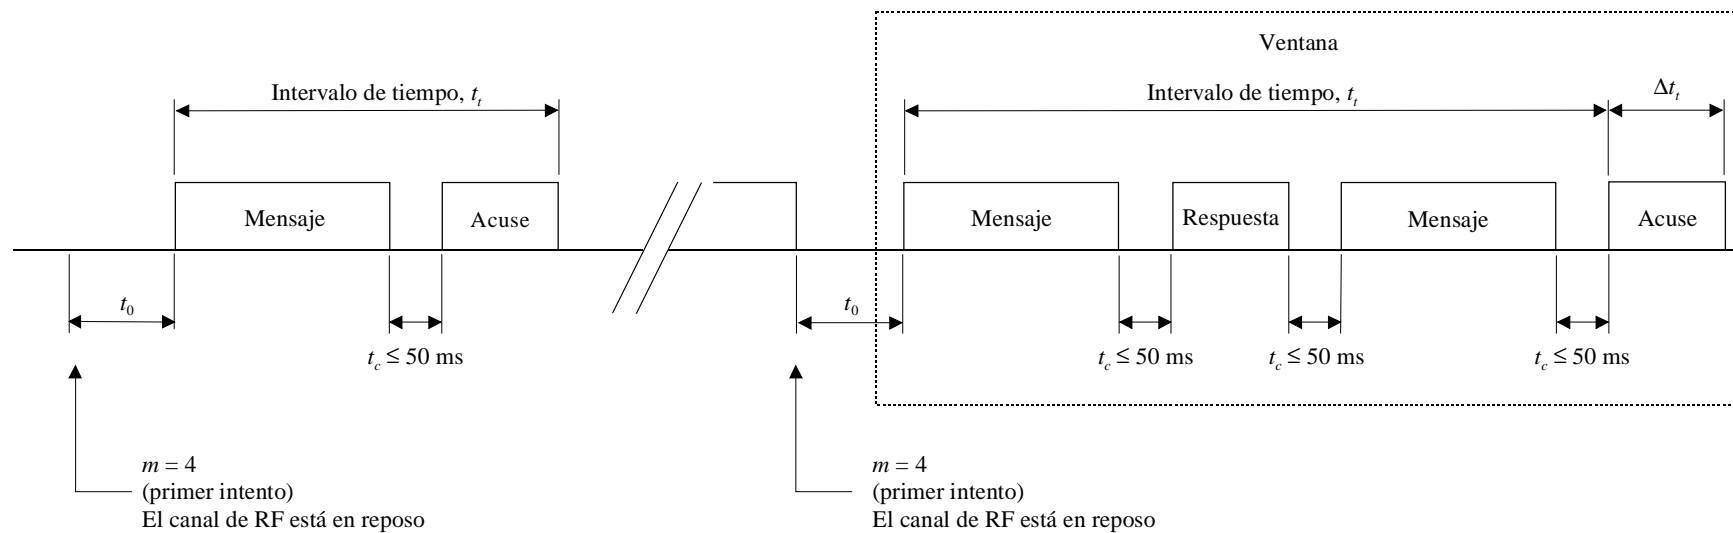 Ventana
Intervalo de tiempo, t_t
Intervalo de tiempo, t_t
Δt_t
Mensaje
Acuse
Mensaje
Respuesta
Mensaje
Acuse
t_0
t_0
t_c ≤ 50 ms
t_c ≤ 50 ms
t_c ≤ 50 ms
t_c ≤ 50 ms
m = 4
(primer intento)
El canal de RF está en reposo
m = 4
(primer intento)
El canal de RF está en reposo